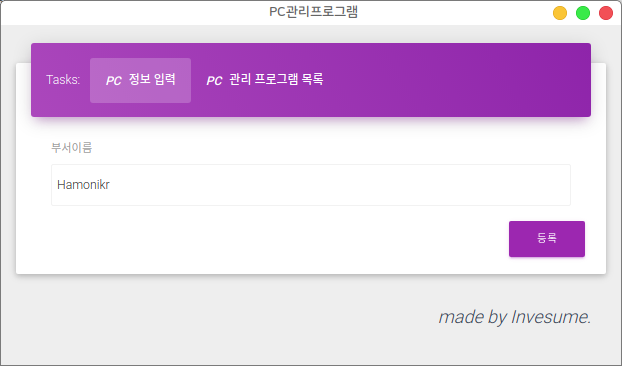 PC관리프로그램
Tasks: PC 정보 입력 PC 관리 프로그램 목록
부서이름
Hamonikr
등록
made by Invesume.